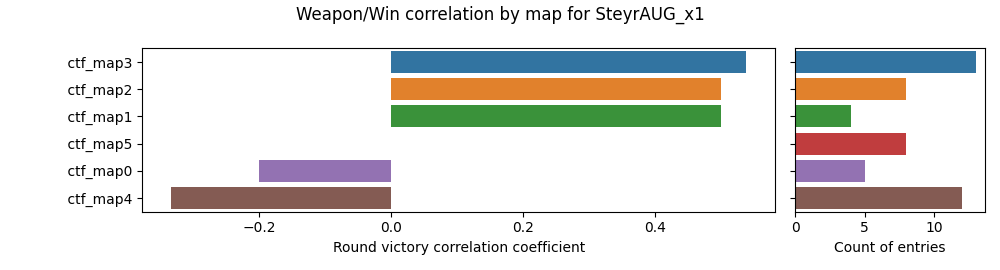 Weapon/Win correlation by map for SteyrAUG_x1
ctf_map3
ctf_map2
ctf_map1
ctf_map5
ctf_map0
ctf_map4
−0.2 0.0 0.2 0.4
0 5 10
Round victory correlation coefficient
Count of entries